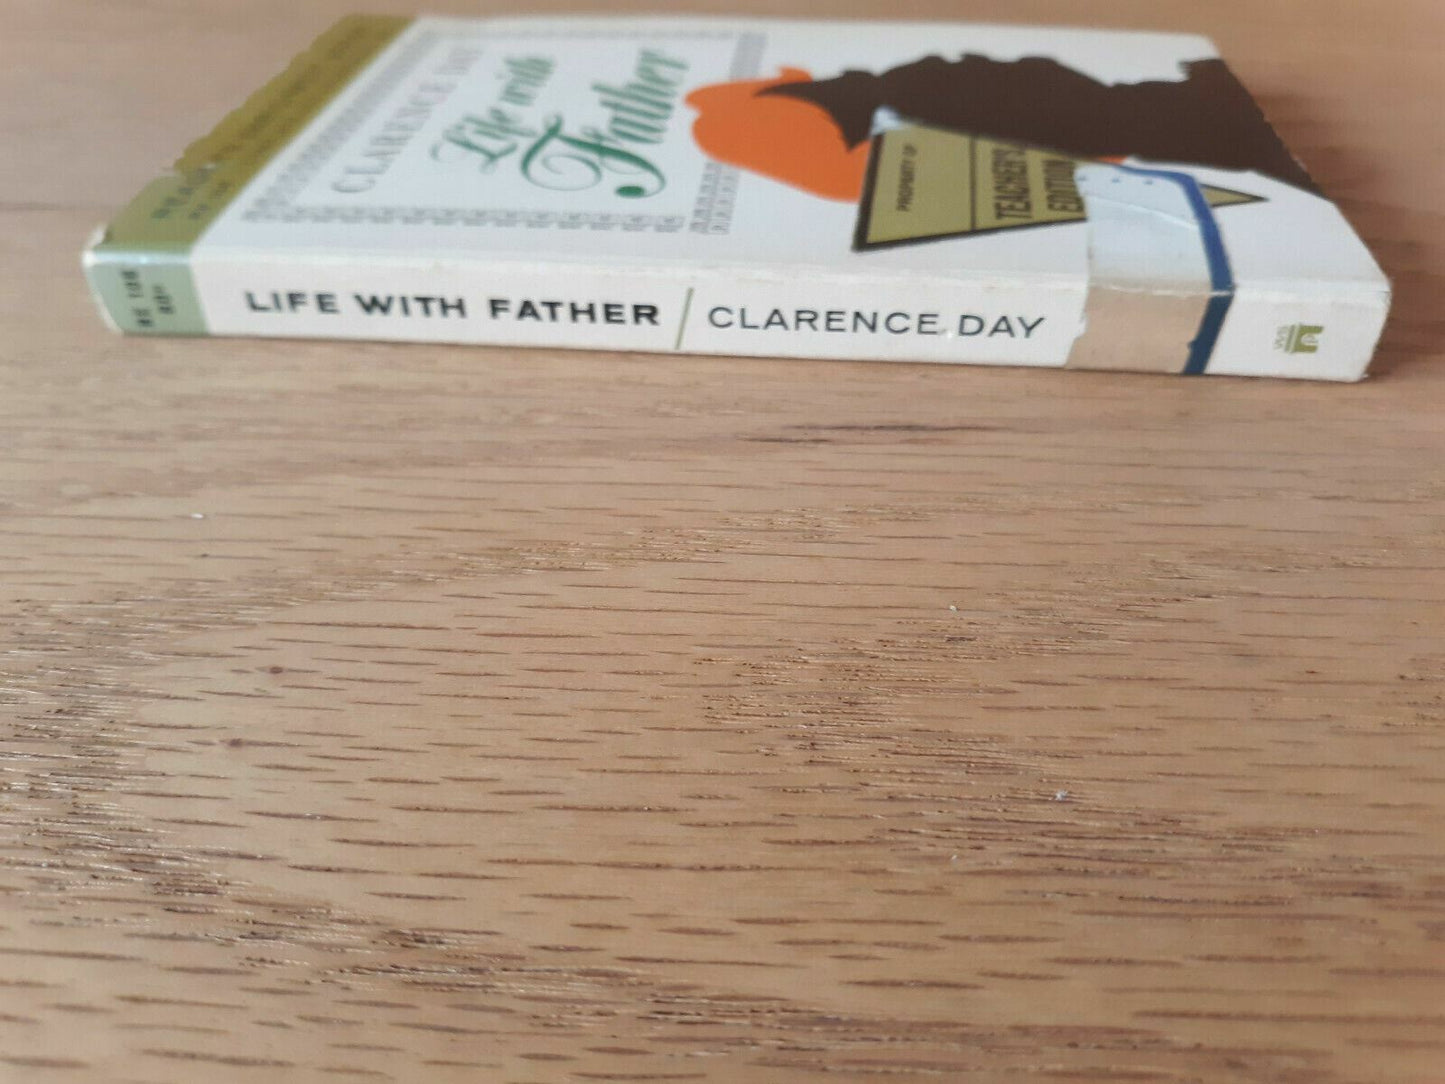 CLARENCE DAY
Life with
Father
PROPERTY OF
TEACHER'S
EDITION
LIFE WITH FATHER / CLARENCE DAY